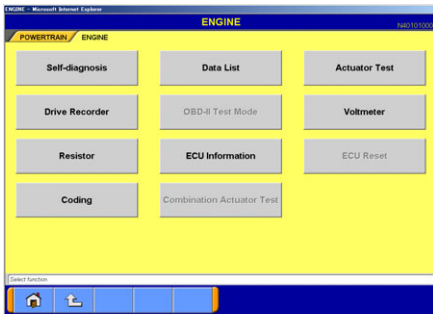 ENGINE - Microsoft Internet Explorer
ENGINE
N40101000
POWERTRAIN ENGINE
Self-diagnosis Data List Actuator Test
Drive Recorder OBD-II Test Mode Voltmeter
Resistor ECU Information ECU Reset
Coding Combination Actuator Test
Select function